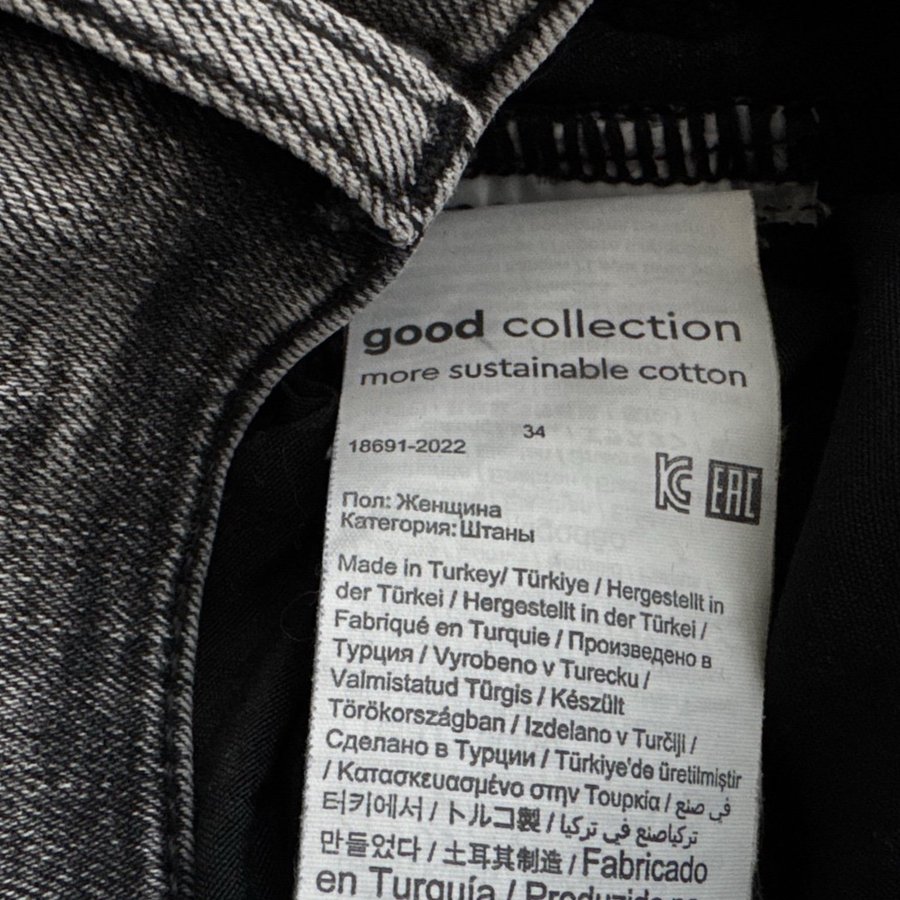 good collection
more sustainable cotton
34
18691-2022
EAC
Пол: Женщина
Категория:Штаны
Made in Turkey/ Türkiye / Hergestellt in
der Türkei / Hergestellt in der Türkei /
Fabriqué en Turquie / Произведено в
Турция / Vyrobeno v Turecku /
Valmistatud Türgis / Készült
Törökországban / Izdelano v Turčiji /
Сделано в Турции / Türkiye'de üretilmiştir
/ Κατασκευασμένο στην Τουρκία / في صنع
터키에서 / トルコ製 / تركياصنع في تركيا /
만들었다 / 土耳其制造 / Fabricado
en Turquía /